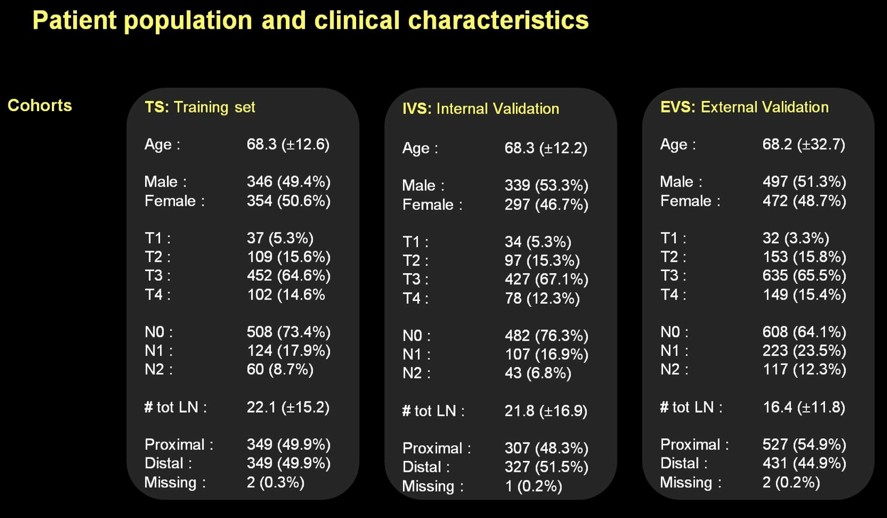 Patient population and clinical characteristics
Cohorts
TS: Training set
Age : 68.3 (±12.6)
Male : 346 (49.4%)
Female : 354 (50.6%)
T1 : 37 (5.3%)
T2 : 109 (15.6%)
T3 : 452 (64.6%)
T4 : 102 (14.6%
N0 : 508 (73.4%)
N1 : 124 (17.9%)
N2 : 60 (8.7%)
# tot LN : 22.1 (±15.2)
Proximal : 349 (49.9%)
Distal : 349 (49.9%)
Missing : 2 (0.3%)
IVS: Internal Validation
Age : 68.3 (±12.2)
Male : 339 (53.3%)
Female : 297 (46.7%)
T1 : 34 (5.3%)
T2 : 97 (15.3%)
T3 : 427 (67.1%)
T4 : 78 (12.3%)
N0 : 482 (76.3%)
N1 : 107 (16.9%)
N2 : 43 (6.8%)
# tot LN : 21.8 (±16.9)
Proximal : 307 (48.3%)
Distal : 327 (51.5%)
Missing : 1 (0.2%)
EVS: External Validation
Age : 68.2 (±32.7)
Male : 497 (51.3%)
Female : 472 (48.7%)
T1 : 32 (3.3%)
T2 : 153 (15.8%)
T3 : 635 (65.5%)
T4 : 149 (15.4%)
N0 : 608 (64.1%)
N1 : 223 (23.5%)
N2 : 117 (12.3%)
# tot LN : 16.4 (±11.8)
Proximal : 527 (54.9%)
Distal : 431 (44.9%)
Missing : 2 (0.2%)